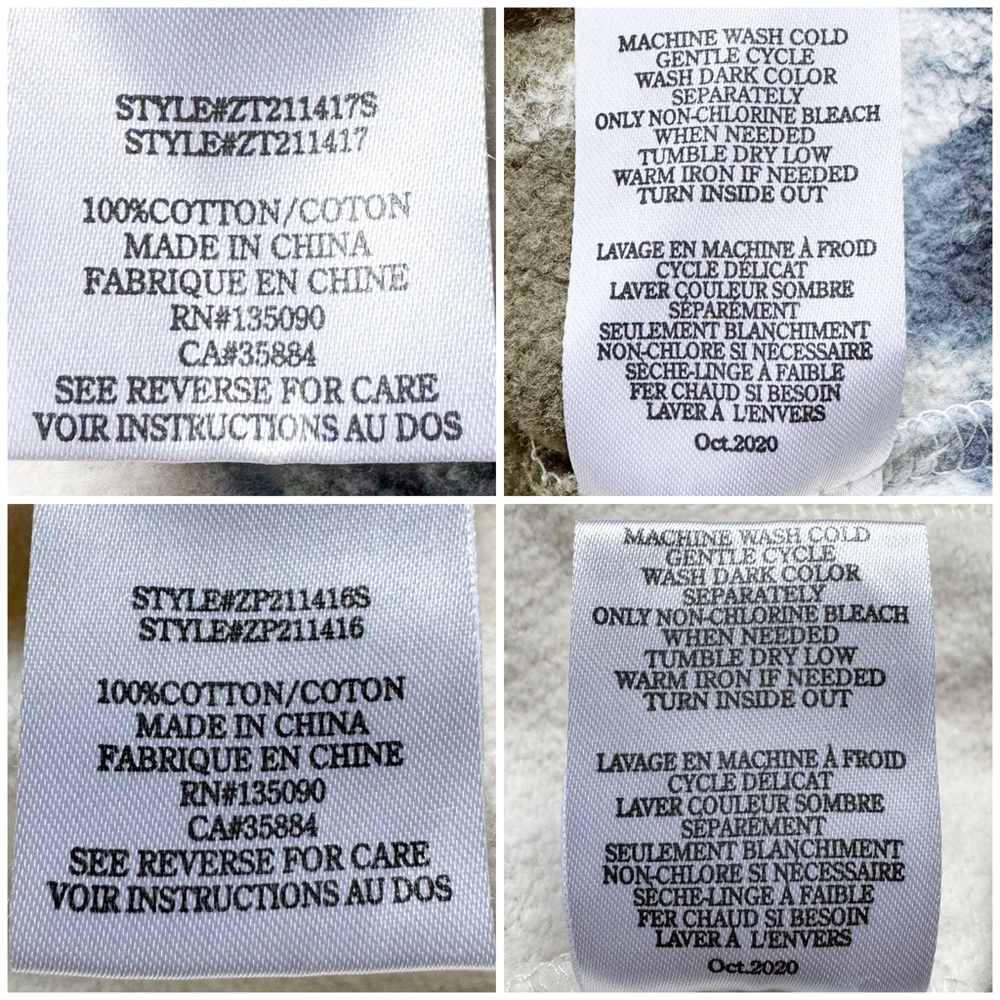 STYLE#ZT211417S
STYLE#ZT211417
100%COTTON/COTON
MADE IN CHINA
FABRIQUE EN CHINE
RN#135090
CA#35884
SEE REVERSE FOR CARE
VOIR INSTRUCTIONS AU DOS
MACHINE WASH COLD
GENTLE CYCLE
WASH DARK COLOR
SEPARATELY
ONLY NON-CHLORINE BLEACH
WHEN NEEDED
TUMBLE DRY LOW
WARM IRON IF NEEDED
TURN INSIDE OUT
LAVAGE EN MACHINE À FROID
CYCLE DÉLICAT
LAVER COULEUR SOMBRE
SÉPARÉMENT
SEULEMENT BLANCHIMENT
NON-CHLORE SI NÉCESSAIRE
SÈCHE-LINGE À FAIBLE
FER CHAUD SI BESOIN
LAVER À L'ENVERS
Oct.2020
STYLE#ZP211416S
STYLE#ZP211416
100%COTTON/COTON
MADE IN CHINA
FABRIQUE EN CHINE
RN#135090
CA#35884
SEE REVERSE FOR CARE
VOIR INSTRUCTIONS AU DOS
MACHINE WASH COLD
GENTLE CYCLE
WASH DARK COLOR
SEPARATELY
ONLY NON-CHLORINE BLEACH
WHEN NEEDED
TUMBLE DRY LOW
WARM IRON IF NEEDED
TURN INSIDE OUT
LAVAGE EN MACHINE À FROID
CYCLE DÉLICAT
LAVER COULEUR SOMBRE
SÉPARÉMENT
SEULEMENT BLANCHIMENT
NON-CHLORE SI NÉCESSAIRE
SÈCHE-LINGE À FAIBLE
FER CHAUD SI BESOIN
LAVER À L'ENVERS
Oct.2020